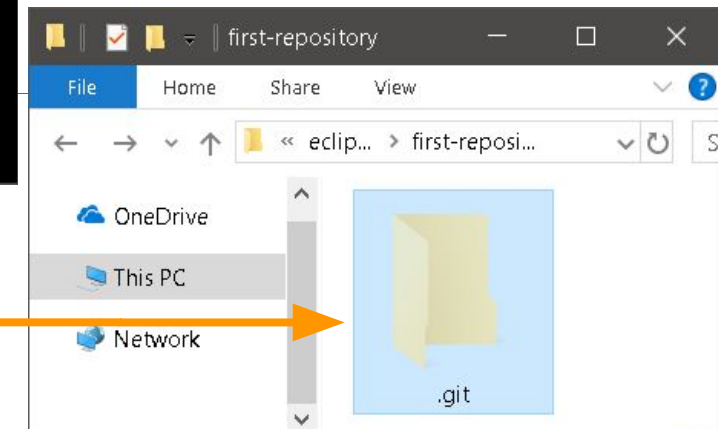 first-repository
File Home Share View
« eclip... > first-reposi... S
OneDrive
This PC
Network
.git